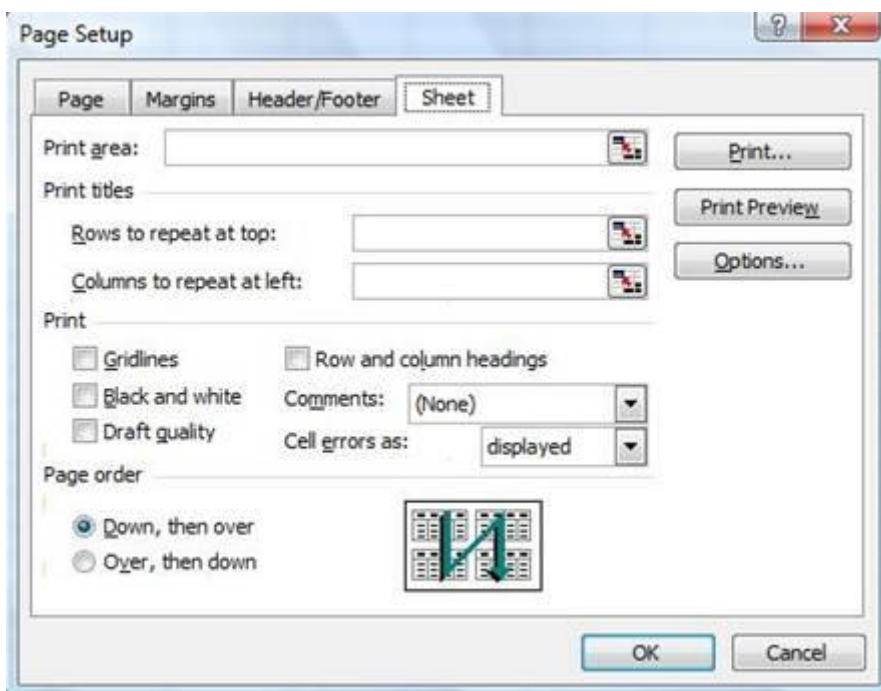 Page Setup
Page Margins Header/Footer Sheet
Print area:
Print...
Print titles
Print Preview
Rows to repeat at top:
Options...
Columns to repeat at left:
Print
Gridlines Row and column headings
Black and white Comments: (None)
Draft quality Cell errors as: displayed
Page order
Down, then over
Over, then down
OK Cancel